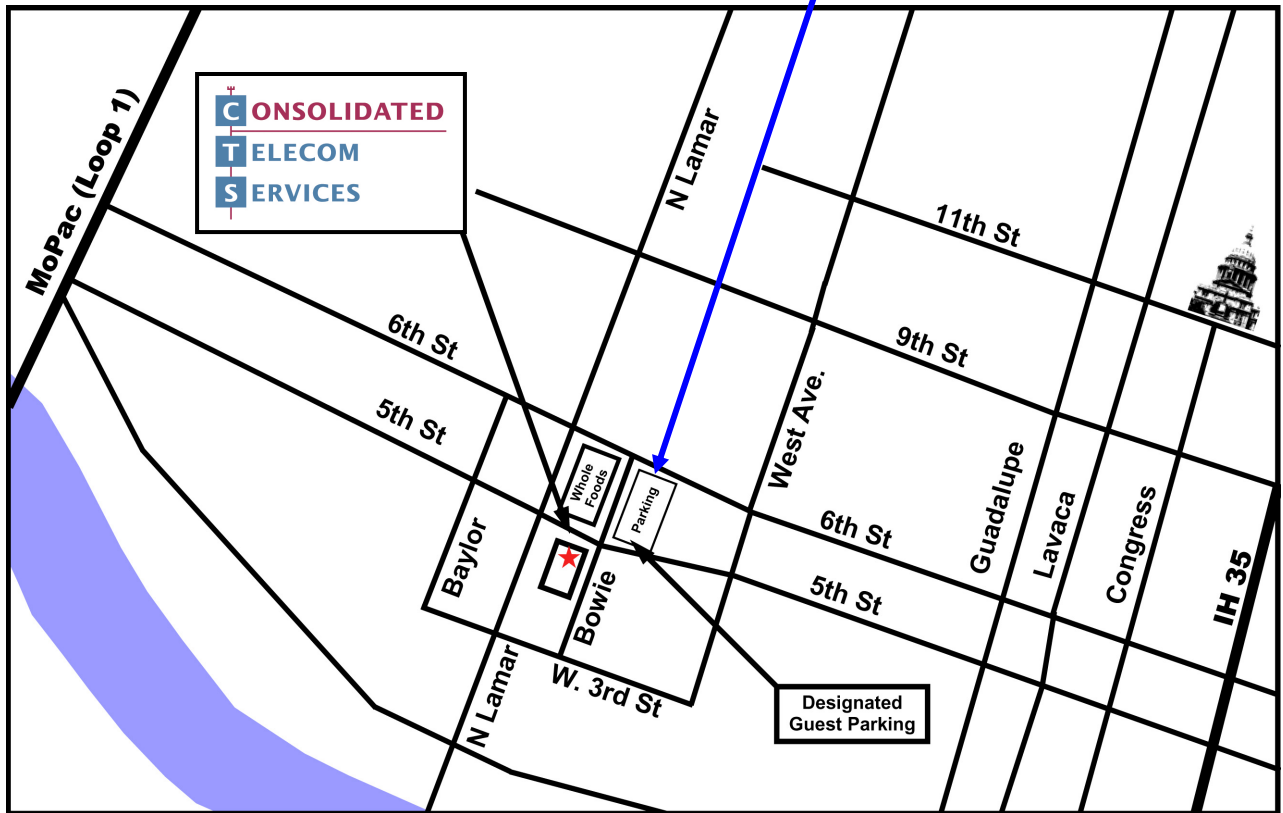 MoPac (Loop 1)
CONSOLIDATED
TELECOM
SERVICES
N Lamar
11th St
6th St
9th St
5th St
West Ave.
Whole
Foods
Parking
Guadalupe
Lavaca
Congress
6th St
Baylor
Bowie
5th St
IH 35
N Lamar
W. 3rd St
Designated
Guest Parking